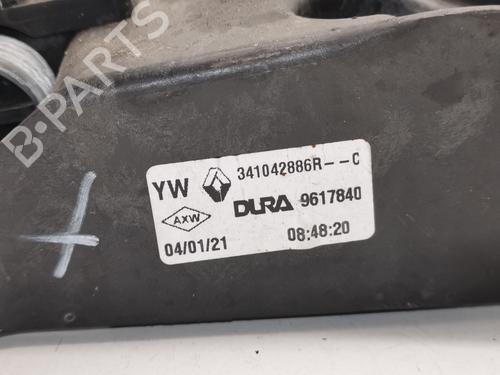 B-PARTS
YW 341042886R--C
AXW DURA 9617840
04/01/21 08:48:20